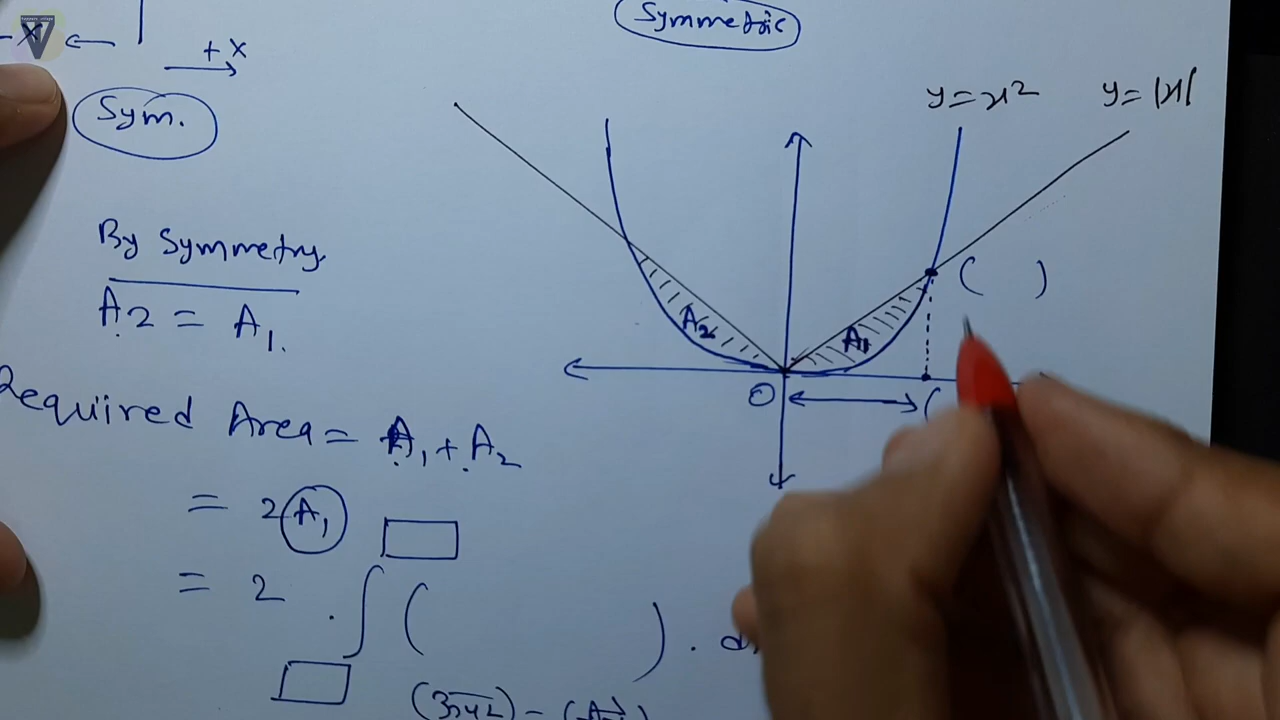 -X
+X
Sym.
Symmetric
y=x²
y=|x|
By Symmetry
A2 = A₁.
( )
A₂
A₁
O
(
Required Area = A₁ + A₂
= 2 A₁
= 2 . ∫ ( ) .